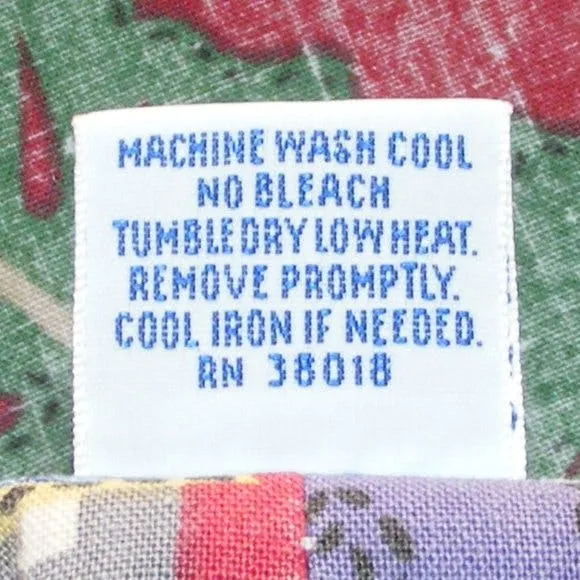 MACHINE WASH COOL
NO BLEACH
TUMBLE DRY LOW HEAT.
REMOVE PROMPTLY.
COOL IRON IF NEEDED.
RN 38018